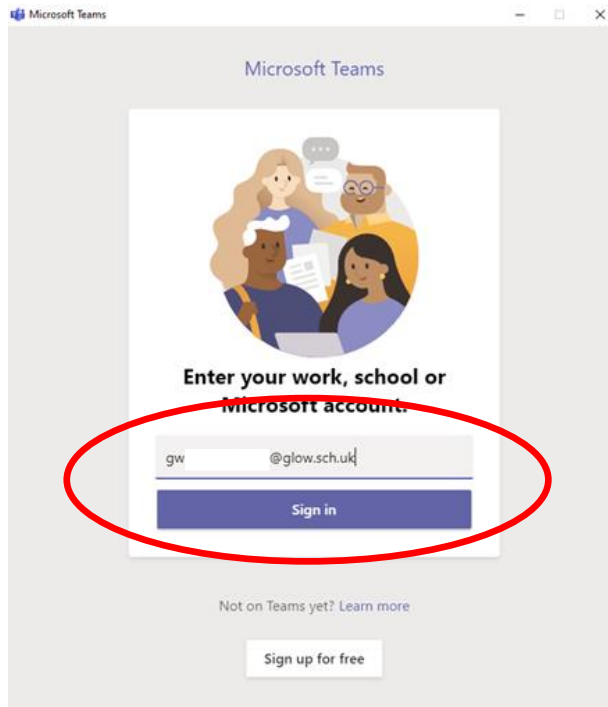 Microsoft Teams
Microsoft Teams
Enter your work, school or
Microsoft account.
gw @glow.sch.uk
Sign in
Not on Teams yet? Learn more
Sign up for free